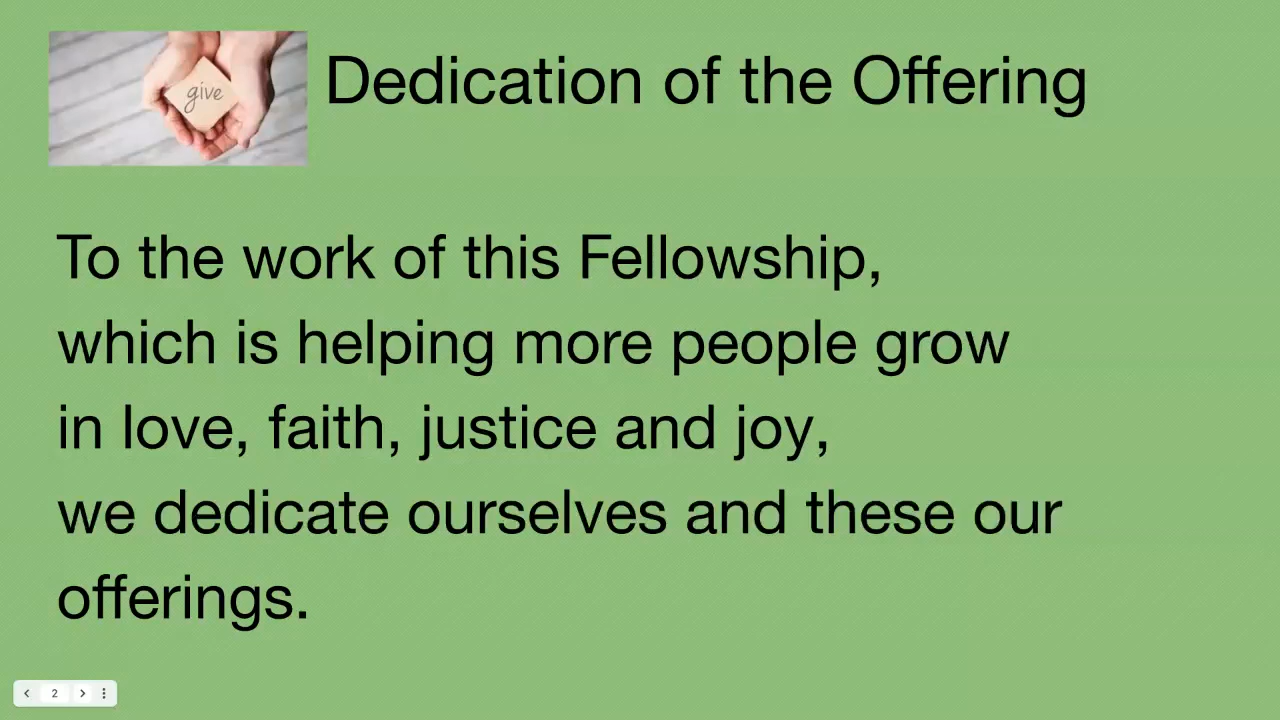 give
Dedication of the Offering
To the work of this Fellowship,
which is helping more people grow
in love, faith, justice and joy,
we dedicate ourselves and these our
offerings.
2